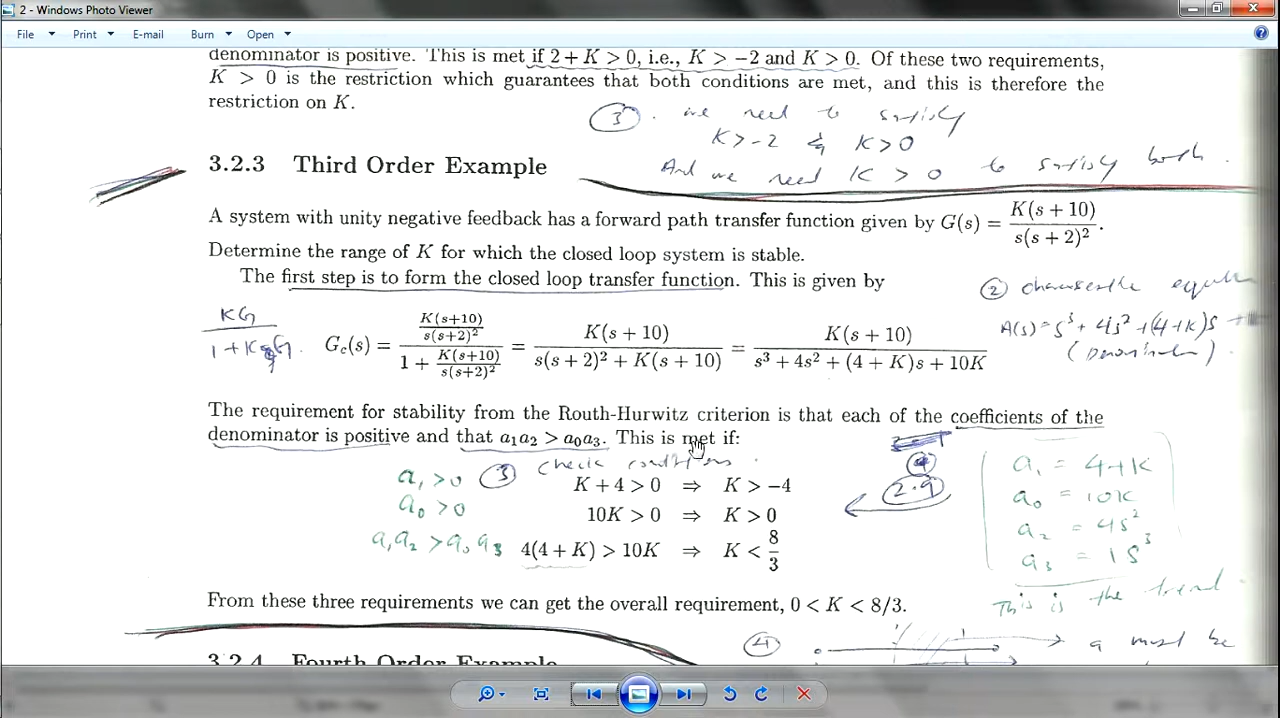 2 - Windows Photo Viewer
File Print E-mail Burn Open
denominator is positive. This is met if 2 + K > 0, i.e., K > −2 and K > 0. Of these two requirements,
K > 0 is the restriction which guarantees that both conditions are met, and this is therefore the
restriction on K.
③ . we need to satisfy
K > -2 & K > 0
And we need K > 0 to satisfy both .
3.2.3 Third Order Example
A system with unity negative feedback has a forward path transfer function given by G(s) = K(s + 10) / s(s + 2)².
Determine the range of K for which the closed loop system is stable.
The first step is to form the closed loop transfer function. This is given by
②
KG / 1 + K G
Gc(s) = (K(s+10) / s(s+2)²) / (1 + K(s+10) / s(s+2)²) = K(s + 10) / (s(s + 2)² + K(s + 10)) = K(s + 10) / (s³ + 4s² + (4 + K)s + 10K)
A(s) = s³ + 4s² + (4+K)s +
The requirement for stability from the Routh-Hurwitz criterion is that each of the coefficients of the
denominator is positive and that a₁a₂ > a₀a₃. This is met if:
③ check conditions .
a₁ > 0
a₀ > 0
a₁a₂ > a₀a₃
K + 4 > 0 ⇒ K > −4
10K > 0 ⇒ K > 0
4(4 + K) > 10K ⇒ K < 8/3
④
2.9
a₁ = 4+K
a₀ = 10K
a₂ = 4s²
a₃ = 1s³
This is the trend
From these three requirements we can get the overall requirement, 0 < K < 8/3.
④
a must be
3.2.4 Fourth Order Example